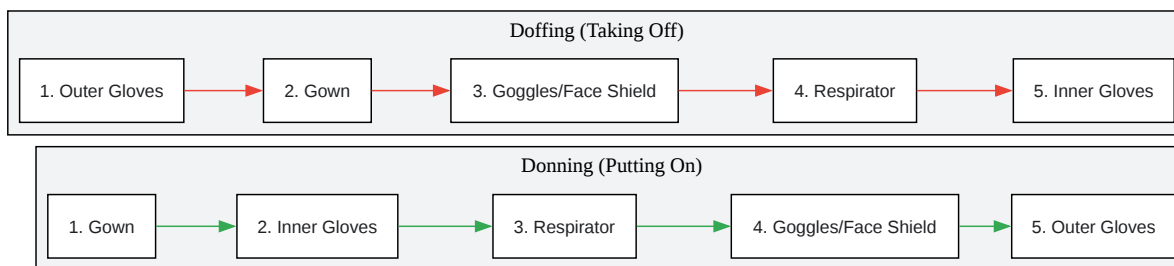 Doffing (Taking Off)
1. Outer Gloves
2. Gown
3. Goggles/Face Shield
4. Respirator
5. Inner Gloves
Donning (Putting On)
1. Gown
2. Inner Gloves
3. Respirator
4. Goggles/Face Shield
5. Outer Gloves